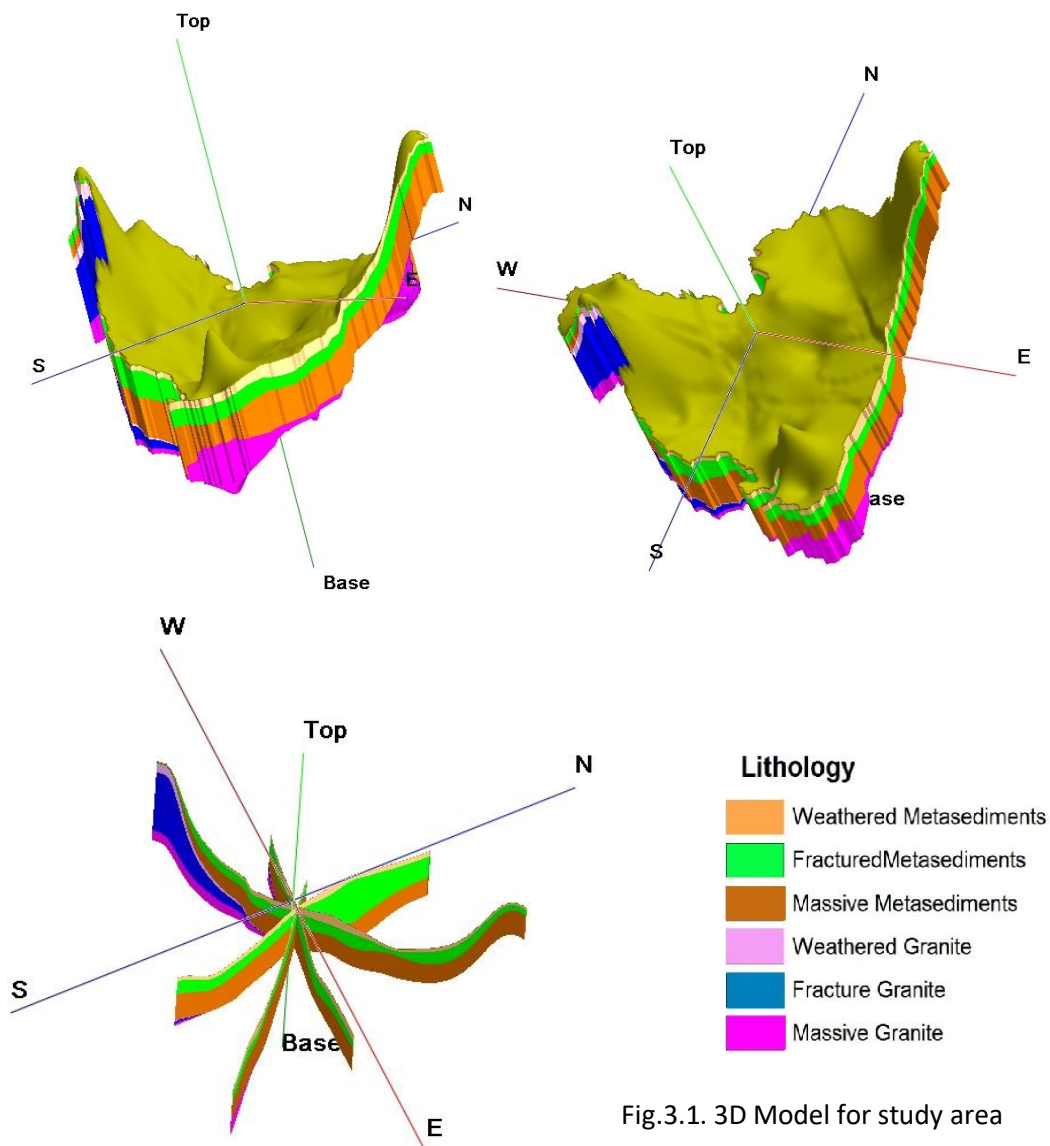 Top
N
E
S
Base
N
Top
W
E
ase
S
W
Top
N
S
Base
E
Lithology
Weathered Metasediments
FracturedMetasediments
Massive Metasediments
Weathered Granite
Fracture Granite
Massive Granite
Fig.3.1. 3D Model for study area